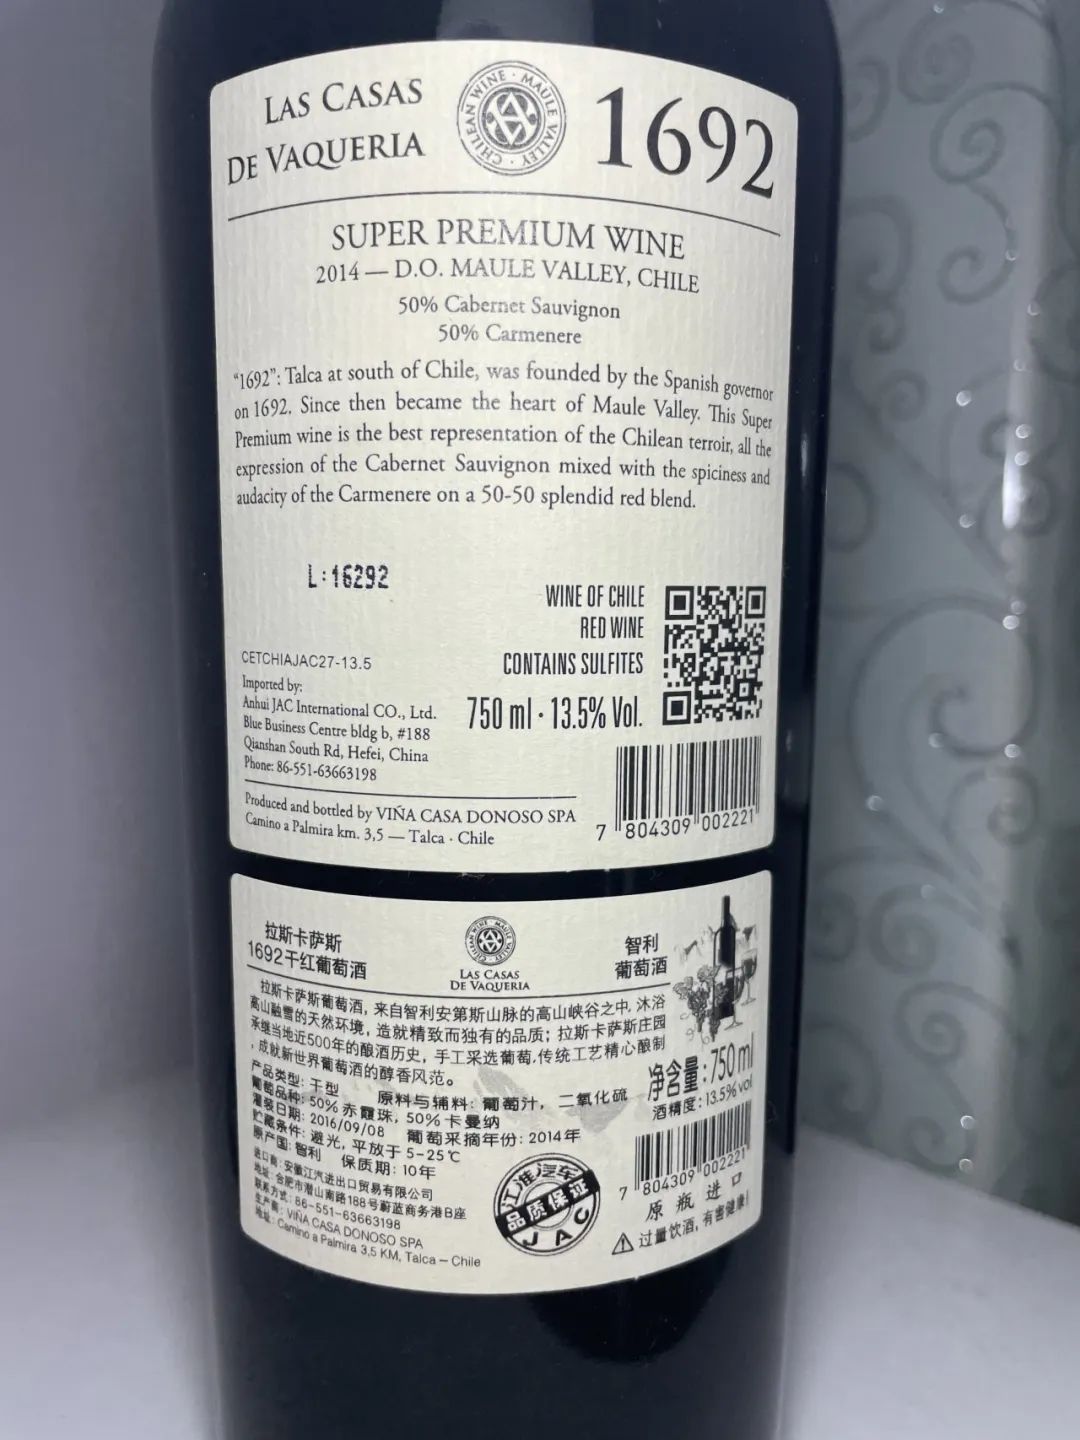 LAS CASAS
DE VAQUERIA
CHILEAN WINE · MAULE VALLEY ·
1692
SUPER PREMIUM WINE
2014 — D.O. MAULE VALLEY, CHILE
50% Cabernet Sauvignon
50% Carmenere
“1692”: Talca at south of Chile, was founded by the Spanish governor
on 1692. Since then became the heart of Maule Valley. This Super
Premium wine is the best representation of the Chilean terroir, all the
expression of the Cabernet Sauvignon mixed with the spiciness and
audacity of the Carmenere on a 50-50 splendid red blend.
L:16292
WINE OF CHILE
RED WINE
CONTAINS SULFITES
750 ml · 13.5% Vol.
CETCHIAJAC27-13.5
Imported by:
Anhui JAC International CO., Ltd.
Blue Business Centre bldg b, #188
Qianshan South Rd, Hefei, China
Phone: 86-551-63663198
Produced and bottled by VIÑA CASA DONOSO SPA
Camino a Palmira km. 3,5 — Talca · Chile
7 804309 002221
拉斯卡萨斯
1692干红葡萄酒
CHILEAN WINE · MAULE VALLEY ·
LAS CASAS
DE VAQUERIA
智利
葡萄酒
拉斯卡萨斯葡萄酒，来自智利安第斯山脉的高山峡谷之中，沐浴
高山融雪的天然环境，造就精致而独有的品质；拉斯卡萨斯庄园
承继当地近500年的酿酒历史，手工采选葡萄，传统工艺精心酿制
，成就新世界葡萄酒的醇香风范。
产品类型：干型 原料与辅料：葡萄汁，二氧化硫
葡萄品种：50%赤霞珠，50%卡曼纳
灌装日期：2016/09/08 葡萄采摘年份：2014年
贮藏条件：避光，平放于5-25℃
原产国：智利 保质期：10年
进口商：安徽江汽进出口贸易有限公司
地址：合肥市潜山南路188号蔚蓝商务港B座
联系方式：86-551-63663198
生产商：VIÑA CASA DONOSO SPA
地址：Camino a Palmira 3,5 KM, Talca – Chile
江淮汽车
品质保证
JAC
净含量：750ml
酒精度：13.5%vol
7 804309 002221
原瓶进口
过量饮酒，有害健康！